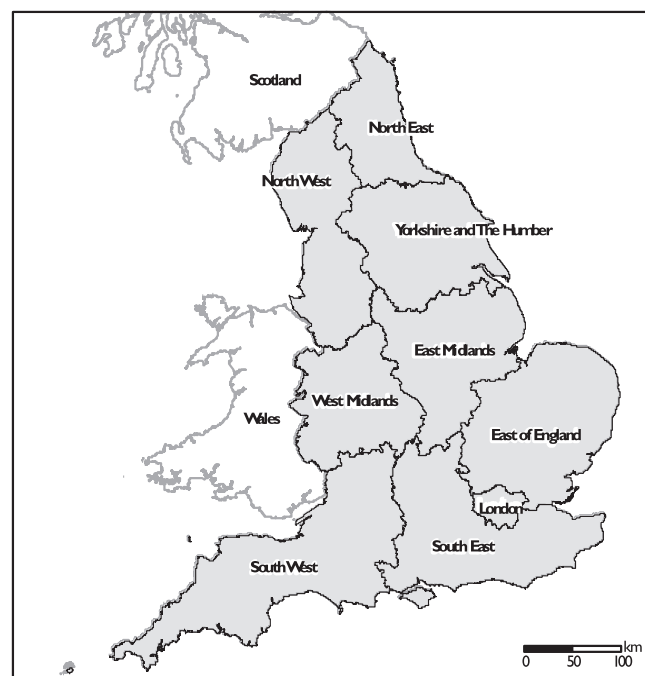 Scotland
North East
North West
Yorkshire and The Humber
East Midlands
West Midlands
Wales
East of England
London
South East
South West
km
0 50 100